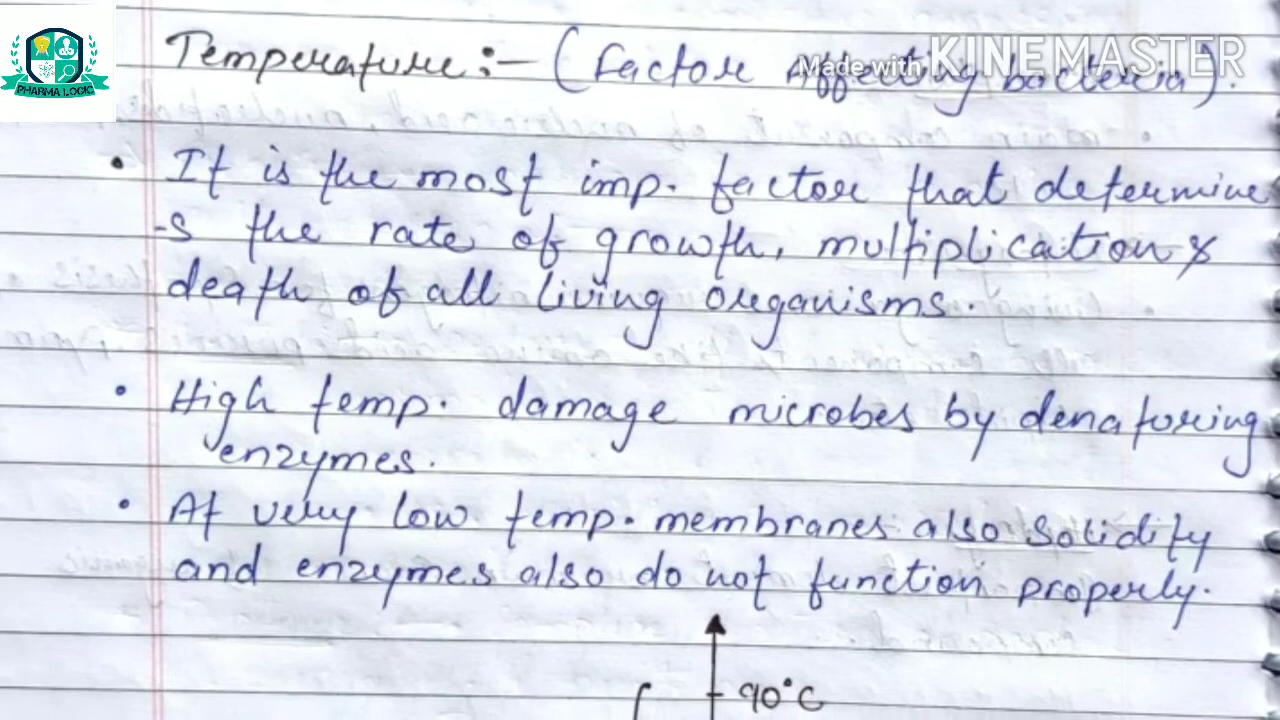 PHARMA LOGIC
Made with KINEMASTER
Temperature :- (Factor Affecting bacteria).
• It is the most imp. factor that determine
-s the rate of growth, multiplication &
death of all living organisms.
• High temp. damage microbes by denaturing
enzymes.
• At very low temp. membranes also solidify
and enzymes also do not function properly.
90°C